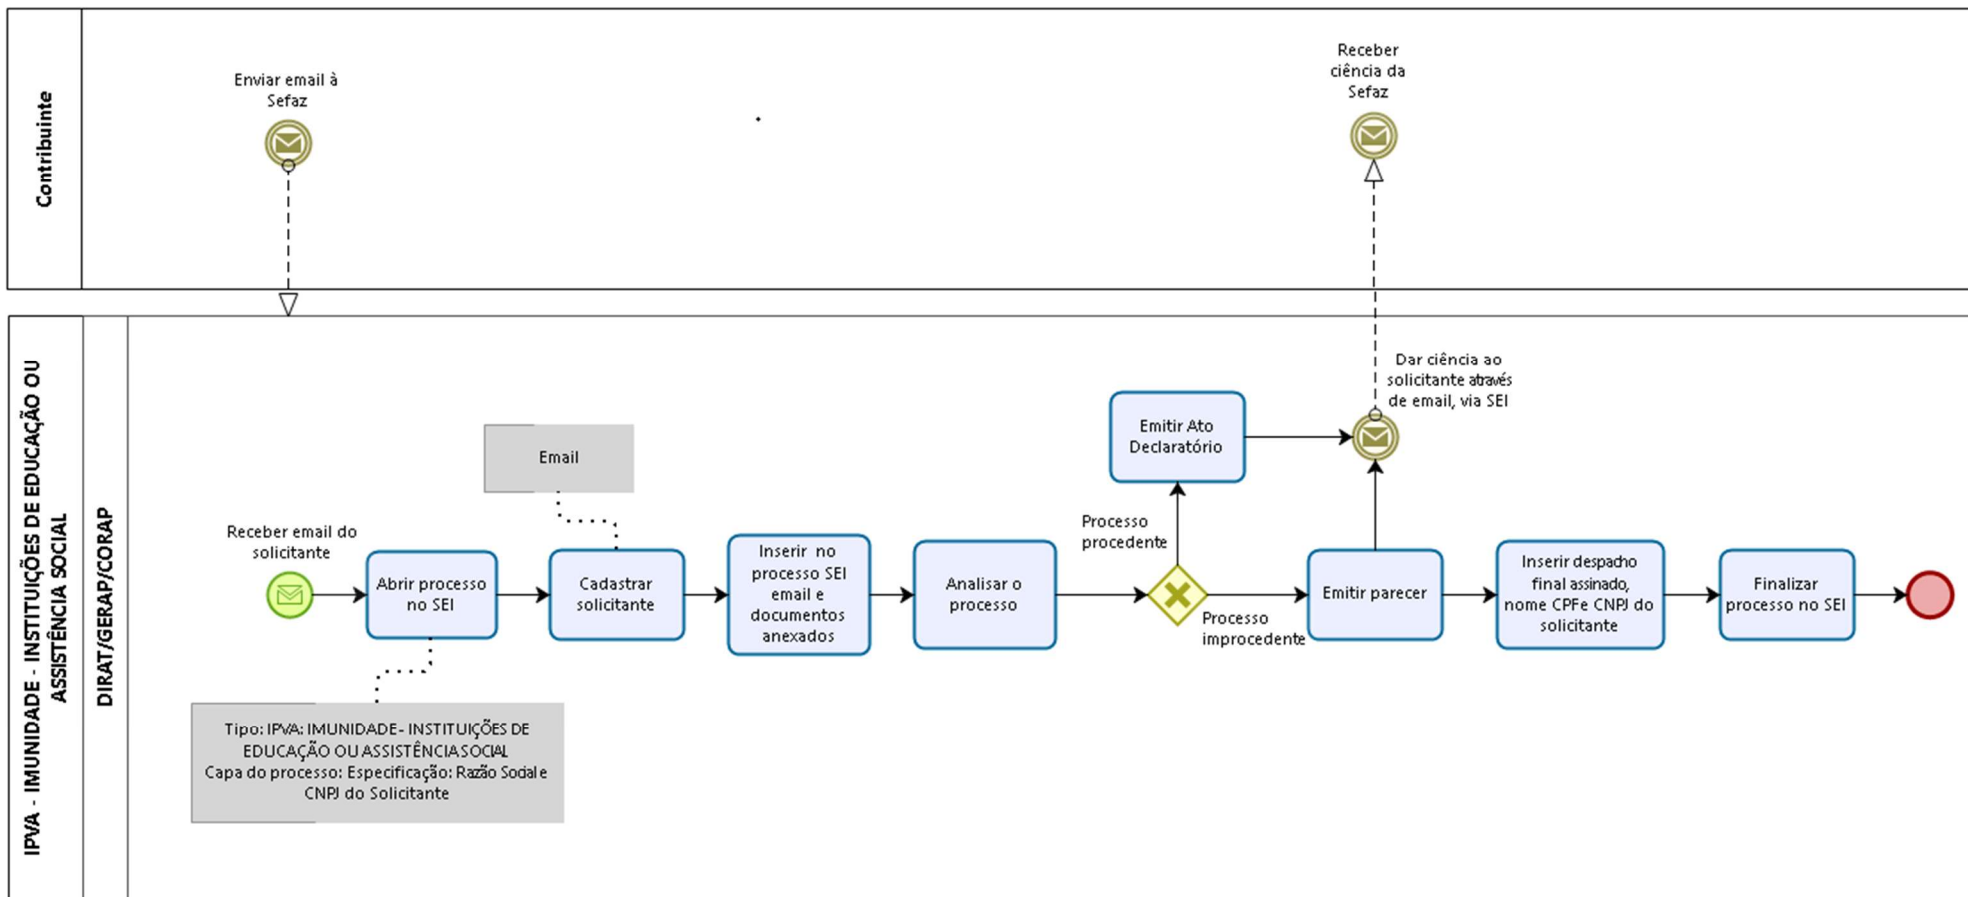 Contribuinte
Enviar email à
Sefaz
Receber
ciência da
Sefaz
IPVA - IMUNIDADE - INSTITUIÇÕES DE EDUCAÇÃO OU
ASSISTÊNCIA SOCIAL
DIRAT/GERAP/CORAP
Receber email do
solicitante
Abrir processo
no SEI
Tipo: IPVA: IMUNIDADE- INSTITUIÇÕES DE
EDUCAÇÃO OU ASSISTÊNCIA SOCIAL
Capa do processo: Especificação: Razão Social e
CNPJ do Solicitante
Email
Cadastrar
solicitante
Inserir no
processo SEI
email e
documentos
anexados
Analisar o
processo
Processo
procedente
Processo
improcedente
Emitir Ato
Declaratório
Dar ciência ao
solicitante através
de email, via SEI
Emitir parecer
Inserir despacho
final assinado,
nome CPF e CNPJ do
solicitante
Finalizar
processo no SEI